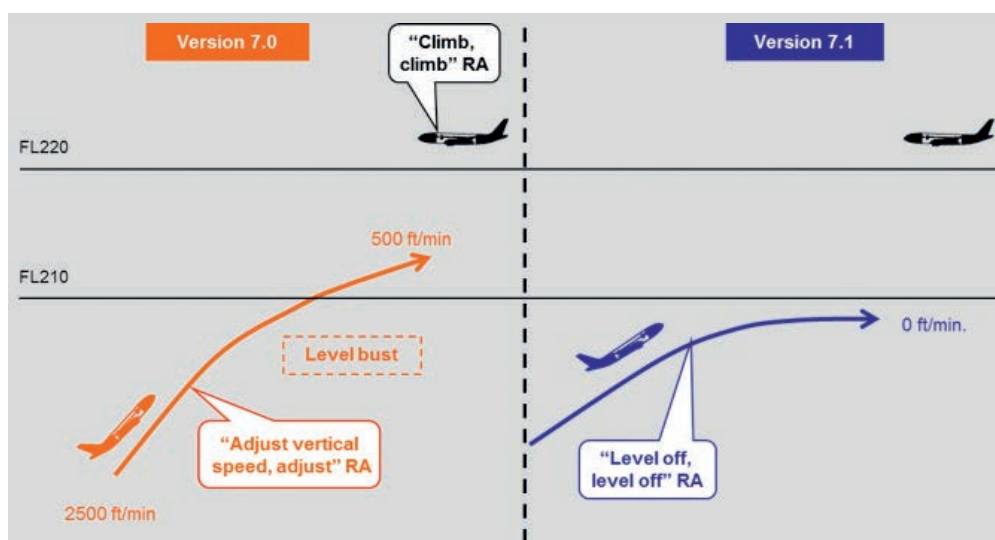 Version 7.0
“Climb,
climb” RA
Version 7.1
FL220
500 ft/min
FL210
0 ft/min.
Level bust
“Adjust vertical
speed, adjust” RA
“Level off,
level off” RA
2500 ft/min